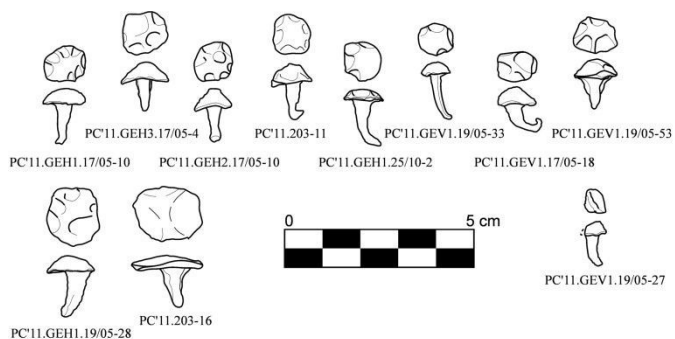 PC'11.GEH3.17/05-4
PC'11.203-11
PC'11.GEV1.19/05-33
PC'11.GEV1.19/05-53
PC'11.GEH1.17/05-10
PC'11.GEH2.17/05-10
PC'11.GEH1.25/10-2
PC'11.GEV1.17/05-18
0
5 cm
PC'11.GEV1.19/05-27
PC'11.GEH1.19/05-28
PC'11.203-16